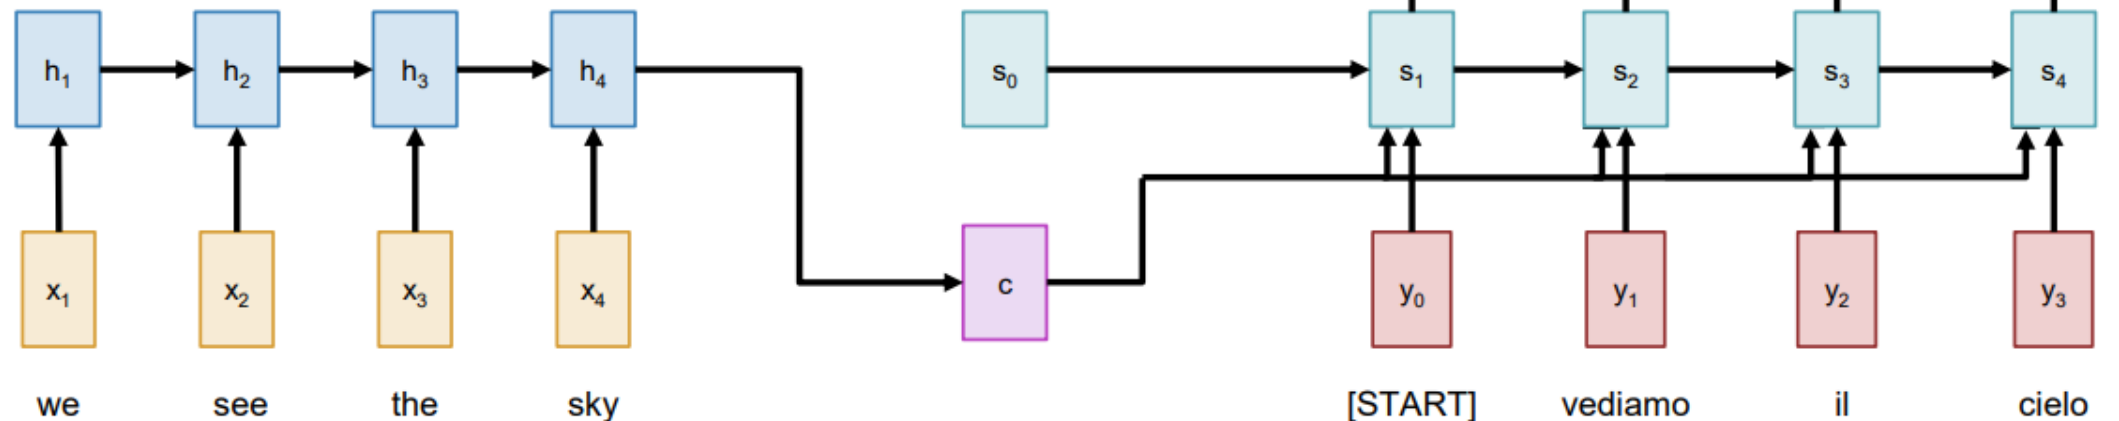 h₁ h₂ h₃ h₄ s₀ s₁ s₂ s₃ s₄
x₁ x₂ x₃ x₄ c y₀ y₁ y₂ y₃
we see the sky [START] vediamo il cielo